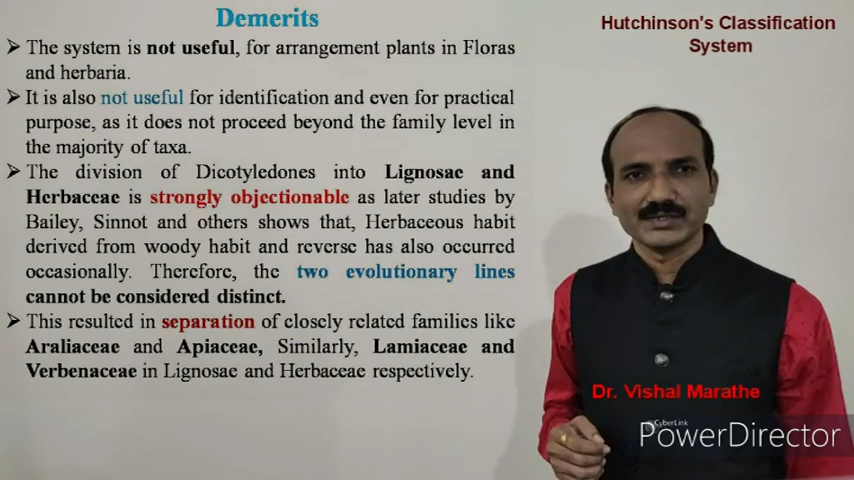 Demerits
➤ The system is not useful, for arrangement plants in Floras
and herbaria.
➤ It is also not useful for identification and even for practical
purpose, as it does not proceed beyond the family level in
the majority of taxa.
➤ The division of Dicotyledones into Lignosae and
Herbaceae is strongly objectionable as later studies by
Bailey, Sinnot and others shows that, Herbaceous habit
derived from woody habit and reverse has also occurred
occasionally. Therefore, the two evolutionary lines
cannot be considered distinct.
➤ This resulted in separation of closely related families like
Araliaceae and Apiaceae, Similarly, Lamiaceae and
Verbenaceae in Lignosae and Herbaceae respectively.
Hutchinson's Classification
System
Dr. Vishal Marathe
CyberLink
PowerDirector